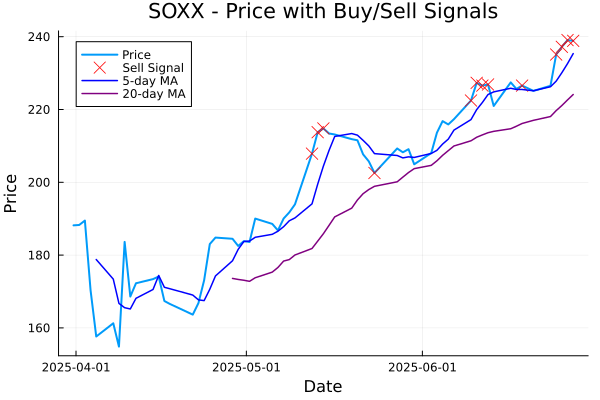 SOXX - Price with Buy/Sell Signals
Price
Sell Signal
5-day MA
20-day MA
240
220
200
180
160
Price
2025-04-01
2025-05-01
2025-06-01
Date